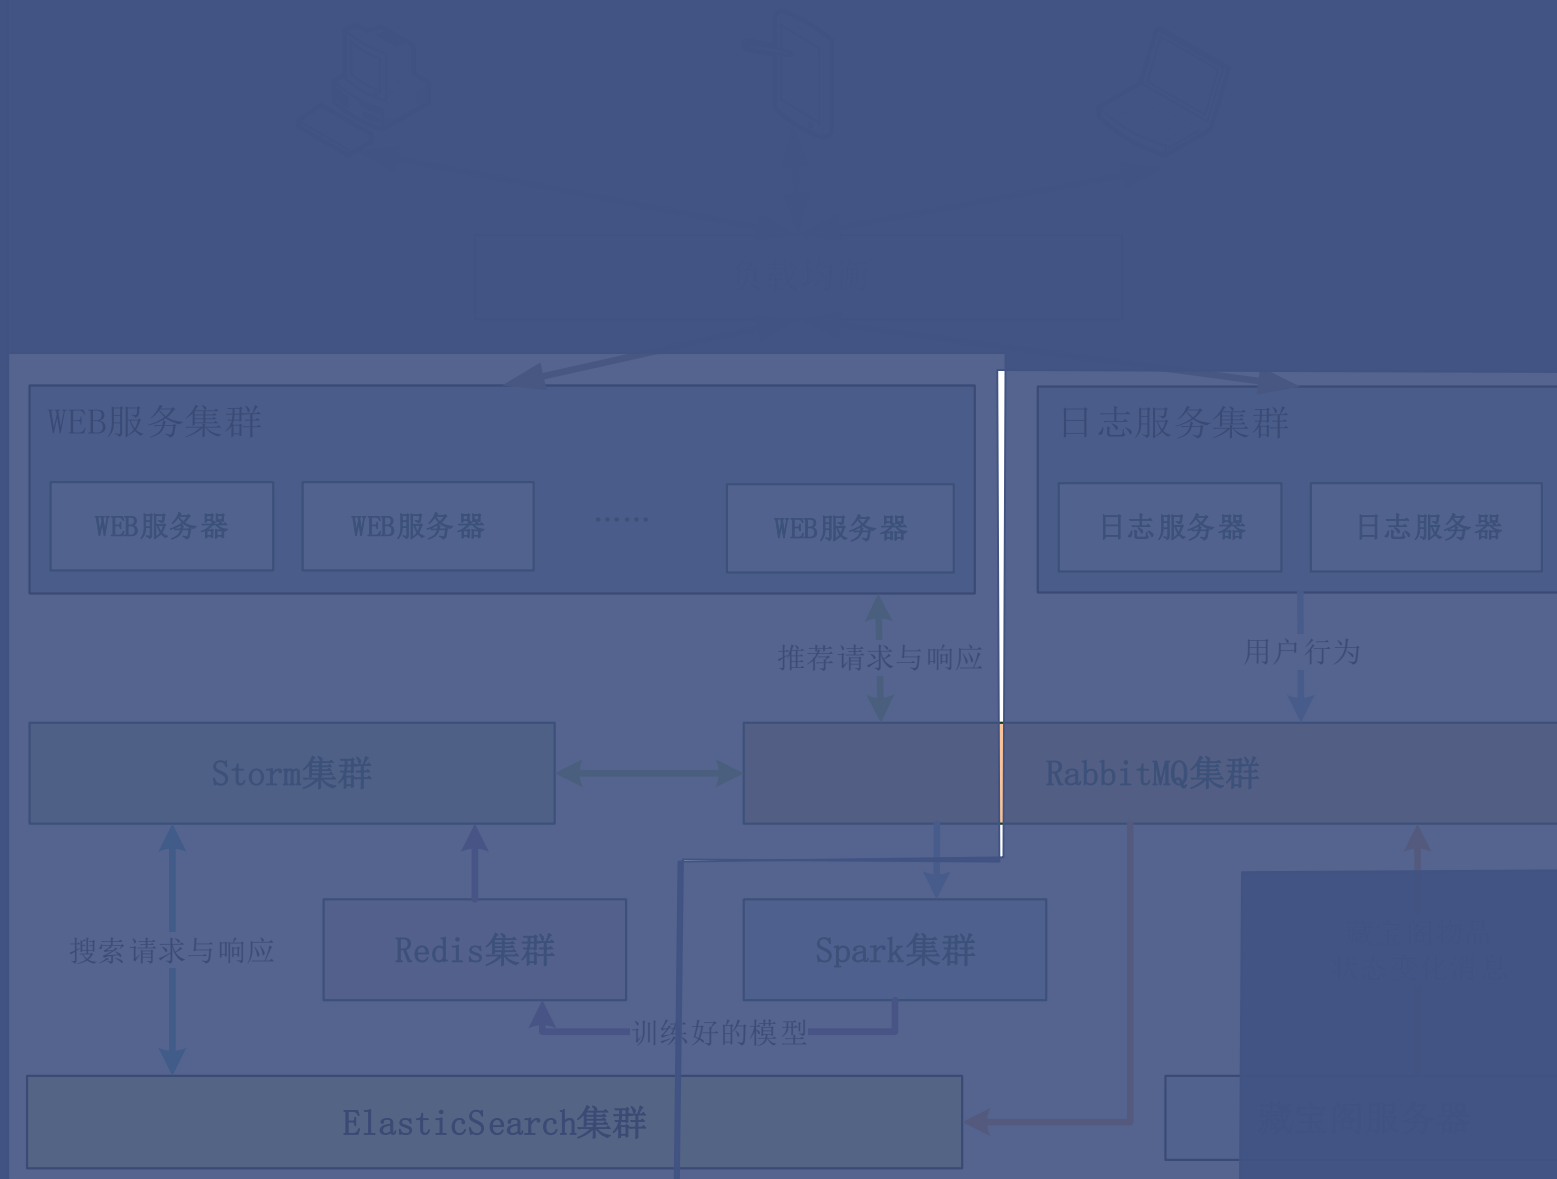 WEB服务集群
日志服务集群
WEB服务器
WEB服务器
......
WEB服务器
日志服务器
日志服务器
推荐请求与响应
用户行为
Storm集群
RabbitMQ集群
搜索请求与响应
Redis集群
Spark集群
训练好的模型
ElasticSearch集群